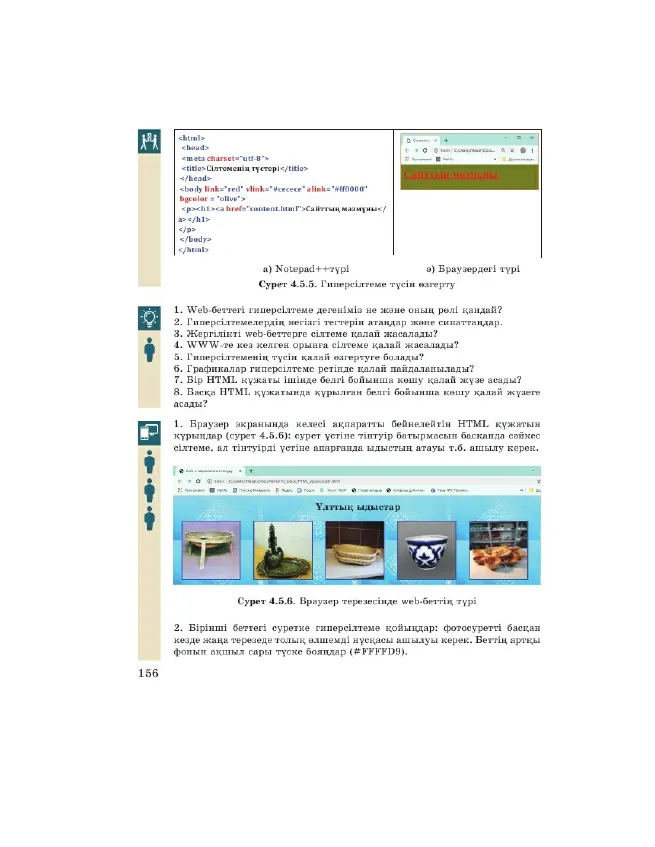 <html>
<head>
<meta charset="utf-8">
<title>Сілтеменің түстері</title>
</head>
<body link="red" vlink="#cecece" alink="#ff0000"
bgcolor = "olive">
<p><h1><a href="content.html">Сайттың мазмұны</
a></h1>
</p>
</body>
</html>
Сайттың мазмұны
а) Notepad++түрі
ә) Браузердегі түрі
Сурет 4.5.5. Гиперсілтеме түсін өзгерту
1. Web-беттегі гиперсілтеме дегеніміз не және оның рөлі қандай?
2. Гиперсілтемелердің негізгі тегтерін атаңдар және сипаттаңдар.
3. Жергілікті web-беттерге сілтеме қалай жасалады?
4. WWW-те кез келген орынға сілтеме қалай жасалады?
5. Гиперсілтеменің түсін қалай өзгертуге болады?
6. Графикалар гиперсілтеме ретінде қалай пайдаланылады?
7. Бір HTML құжаты ішінде белгі бойынша көшу қалай жүзе асады?
8. Басқа HTML құжатында құрылған белгі бойынша көшу қалай жүзеге
асады?
1. Браузер экранында келесі ақпаратты бейнелейтін HTML құжатын
құрыңдар (сурет 4.5.6): сурет үстіне тінтуір батырмасын басқанда сәйкес
сілтеме, ал тінтуірді үстіне апарғанда ыдыстың атауы т.б. ашылу керек.
Ұлттық ыдыстар
Сурет 4.5.6. Браузер терезесінде web-беттің түрі
2. Бірінші беттегі суретке гиперсілтеме қойыңдар: фотосуретті басқан
кезде жаңа терезеде толық өлшемді нұсқасы ашылуы керек. Беттің артқы
фонын ақшыл сары түске бояңдар (#FFFFD9).
156